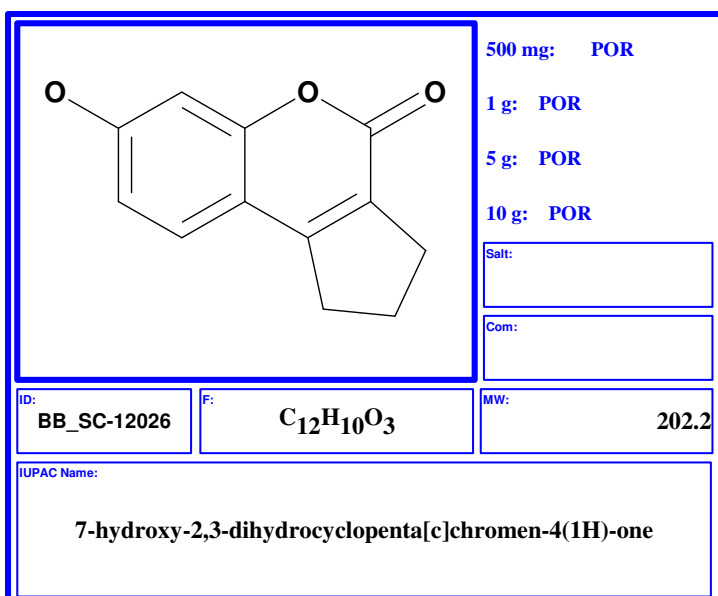 O
O
O
500 mg: POR
1 g: POR
5 g: POR
10 g: POR
Salt:
Com:
ID:
BB_SC-12026
F:
C12H10O3
MW:
202.2
IUPAC Name:
7-hydroxy-2,3-dihydrocyclopenta[c]chromen-4(1H)-one